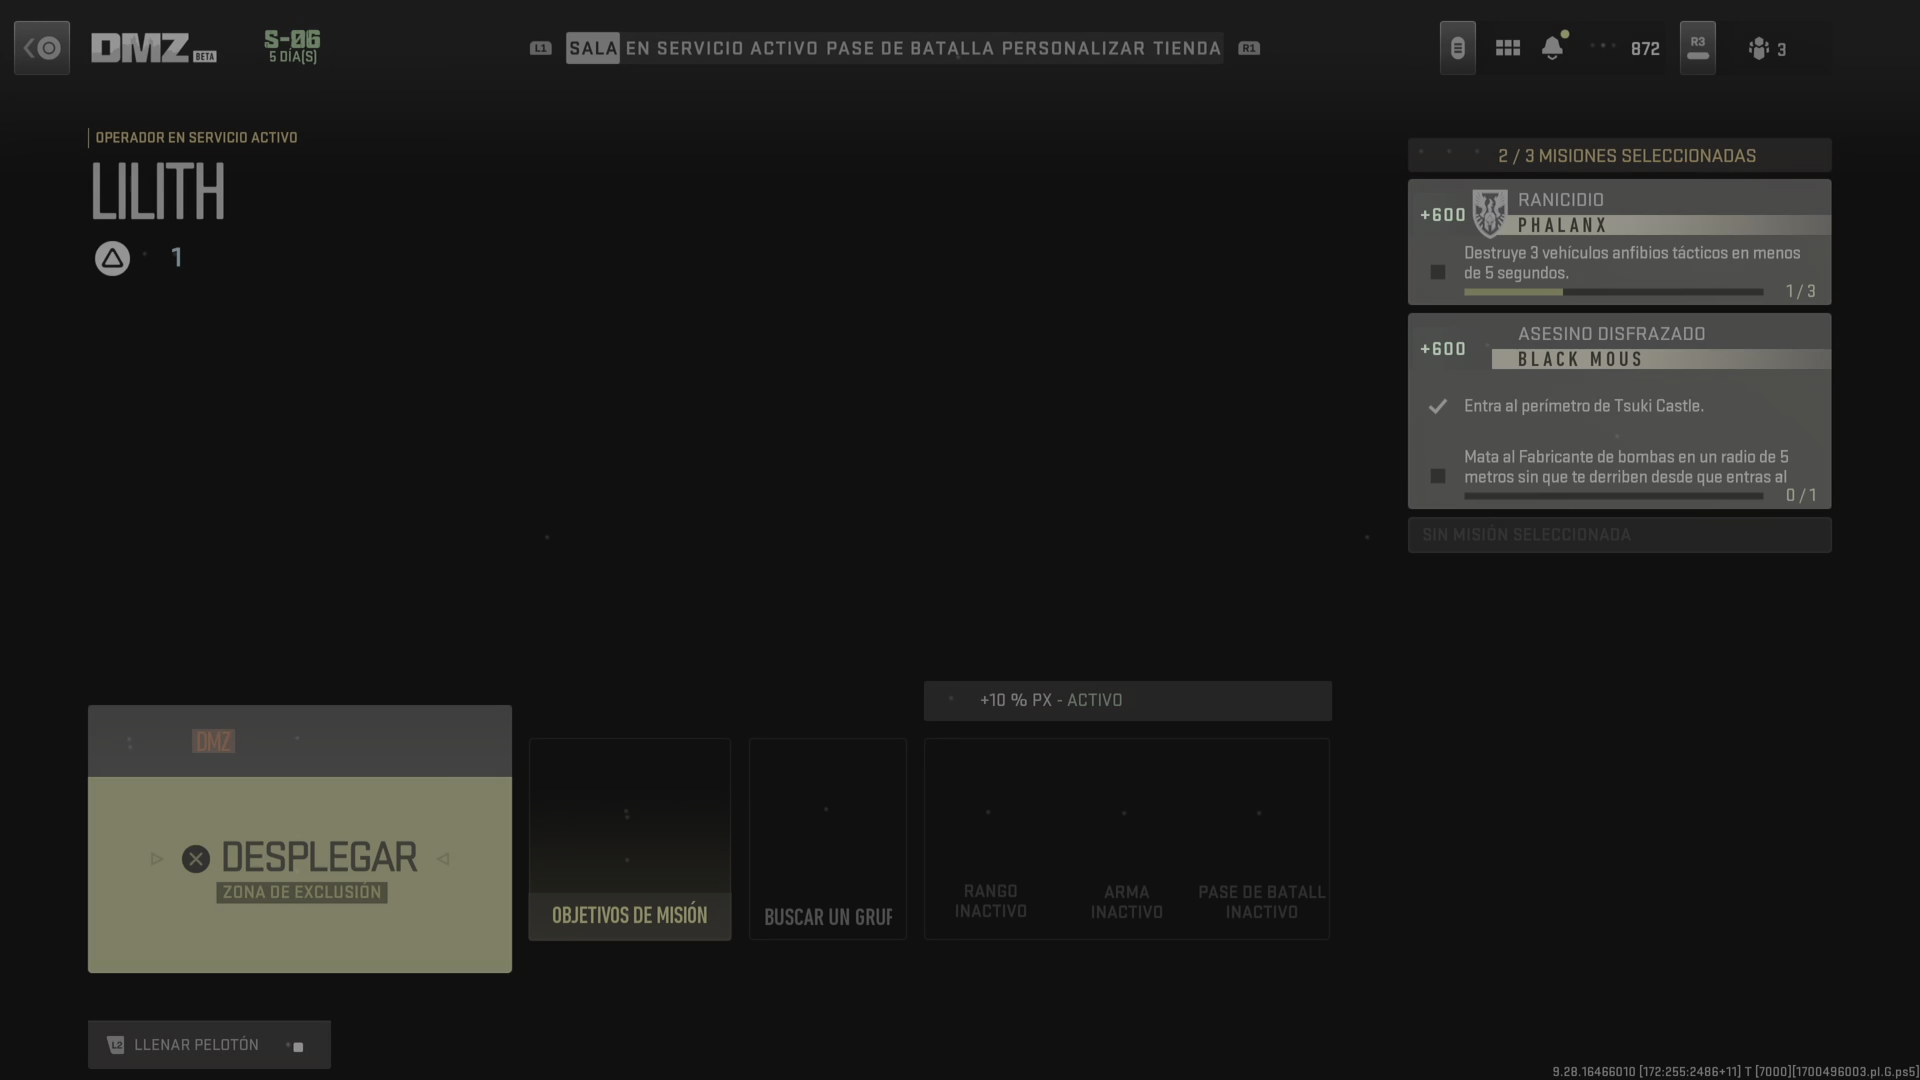 DMZ BETA
S-06
5 DÍA(S)
L1 SALA EN SERVICIO ACTIVO PASE DE BATALLA PERSONALIZAR TIENDA R1
872
R3
3
OPERADOR EN SERVICIO ACTIVO
LILITH
1
2 / 3 MISIONES SELECCIONADAS
+600
RANICIDIO
PHALANX
Destruye 3 vehículos anfibios tácticos en menos
de 5 segundos.
1 / 3
+600
ASESINO DISFRAZADO
BLACK MOUS
Entra al perímetro de Tsuki Castle.
Mata al Fabricante de bombas en un radio de 5
metros sin que te derriben desde que entras al
0 / 1
SIN MISIÓN SELECCIONADA
+10 % PX - ACTIVO
DMZ
DESPLEGAR
ZONA DE EXCLUSIÓN
OBJETIVOS DE MISIÓN
BUSCAR UN GRUF
RANGO
INACTIVO
ARMA
INACTIVO
PASE DE BATALL
INACTIVO
L2 LLENAR PELOTÓN
9.28.16466010 [172:255:2486+11] T [7000][1700496003.pl.G.ps5]